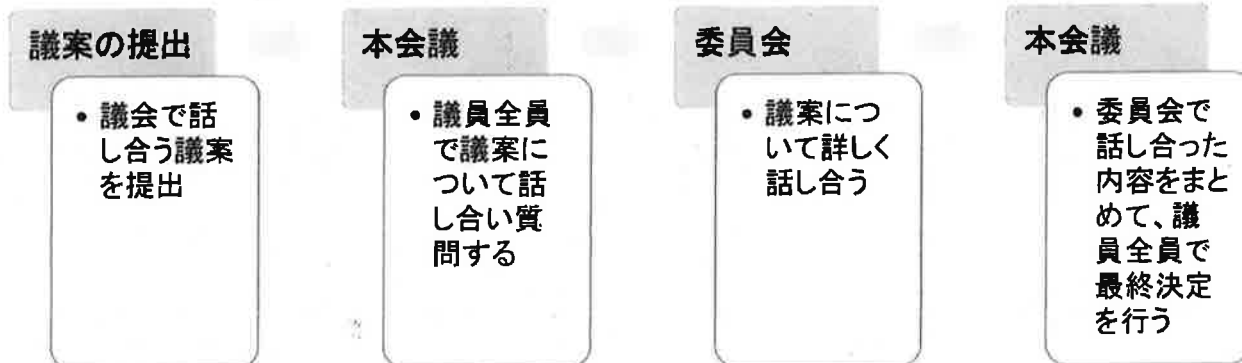 議案の提出
• 議会で話
し合う議案
を提出
本会議
• 議員全員
で議案に
ついて話
し合い質
問する
委員会
• 議案につ
いて詳しく
話し合う
本会議
• 委員会で
話し合った
内容をまと
めて、議
員全員で
最終決定
を行う